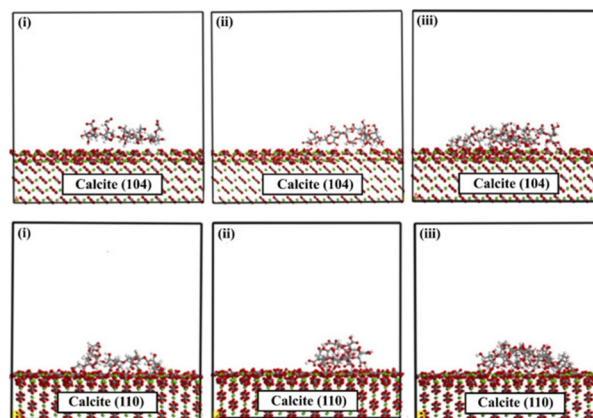 (i)
(ii)
(iii)
Calcite (104)
Calcite (104)
Calcite (104)
(i)
(ii)
(iii)
Calcite (110)
Calcite (110)
Calcite (110)